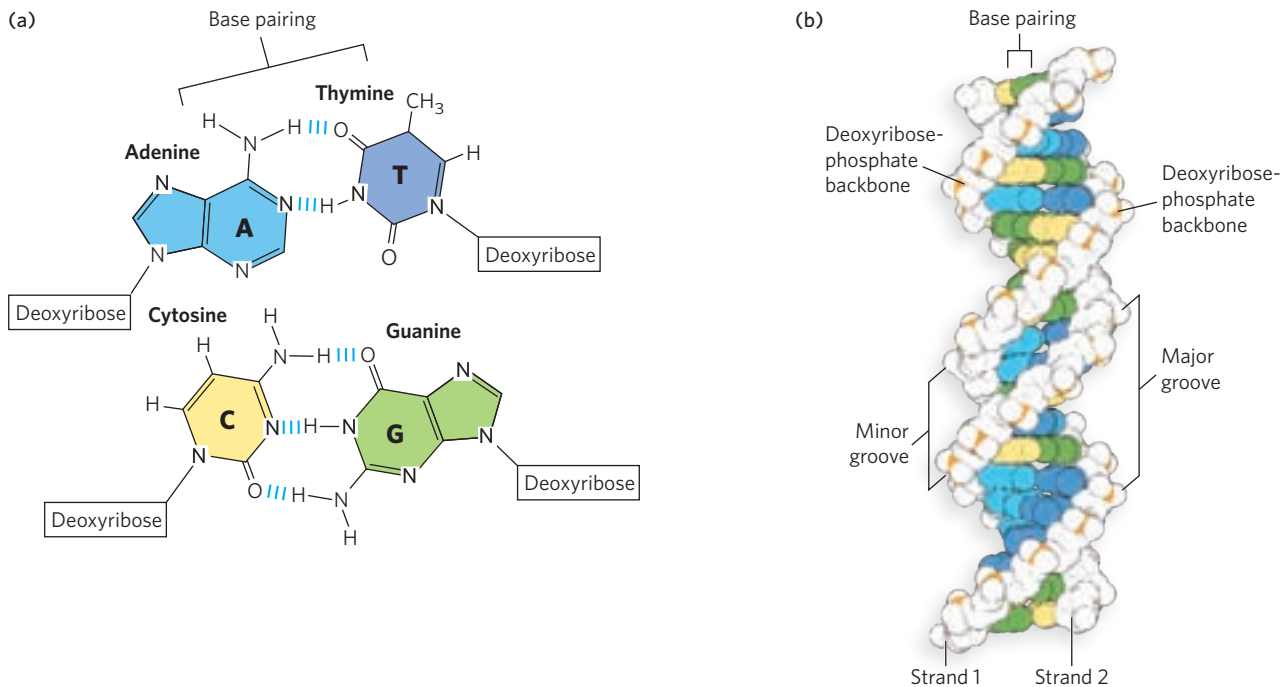 (a)
Base pairing
Thymine
CH3
H
H
O
Adenine
N
H
N
T
A
N
H
N
N
N
N
O
Deoxyribose
Deoxyribose
Cytosine
H
Guanine
H
N
H
O
N
H
C
N
H
N
G
N
N
O
H
N
N
H
Deoxyribose
Deoxyribose
(b)
Base pairing
Deoxyribose-
phosphate
backbone
Deoxyribose-
phosphate
backbone
Major
groove
Minor
groove
Strand 1
Strand 2